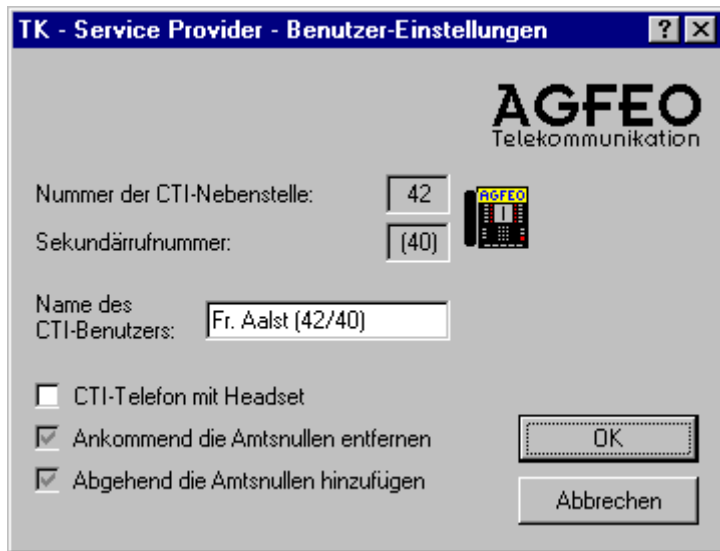 TK - Service Provider - Benutzer-Einstellungen
AGFEO
Telekommunikation
Nummer der CTI-Nebenstelle: 42
AGFEO
Sekundärrufnummer: (40)
Name des
CTI-Benutzers: Fr. Aalst (42/40)
CTI-Telefon mit Headset
Ankommend die Amtsnullen entfernen
Abgehend die Amtsnullen hinzufügen
OK
Abbrechen